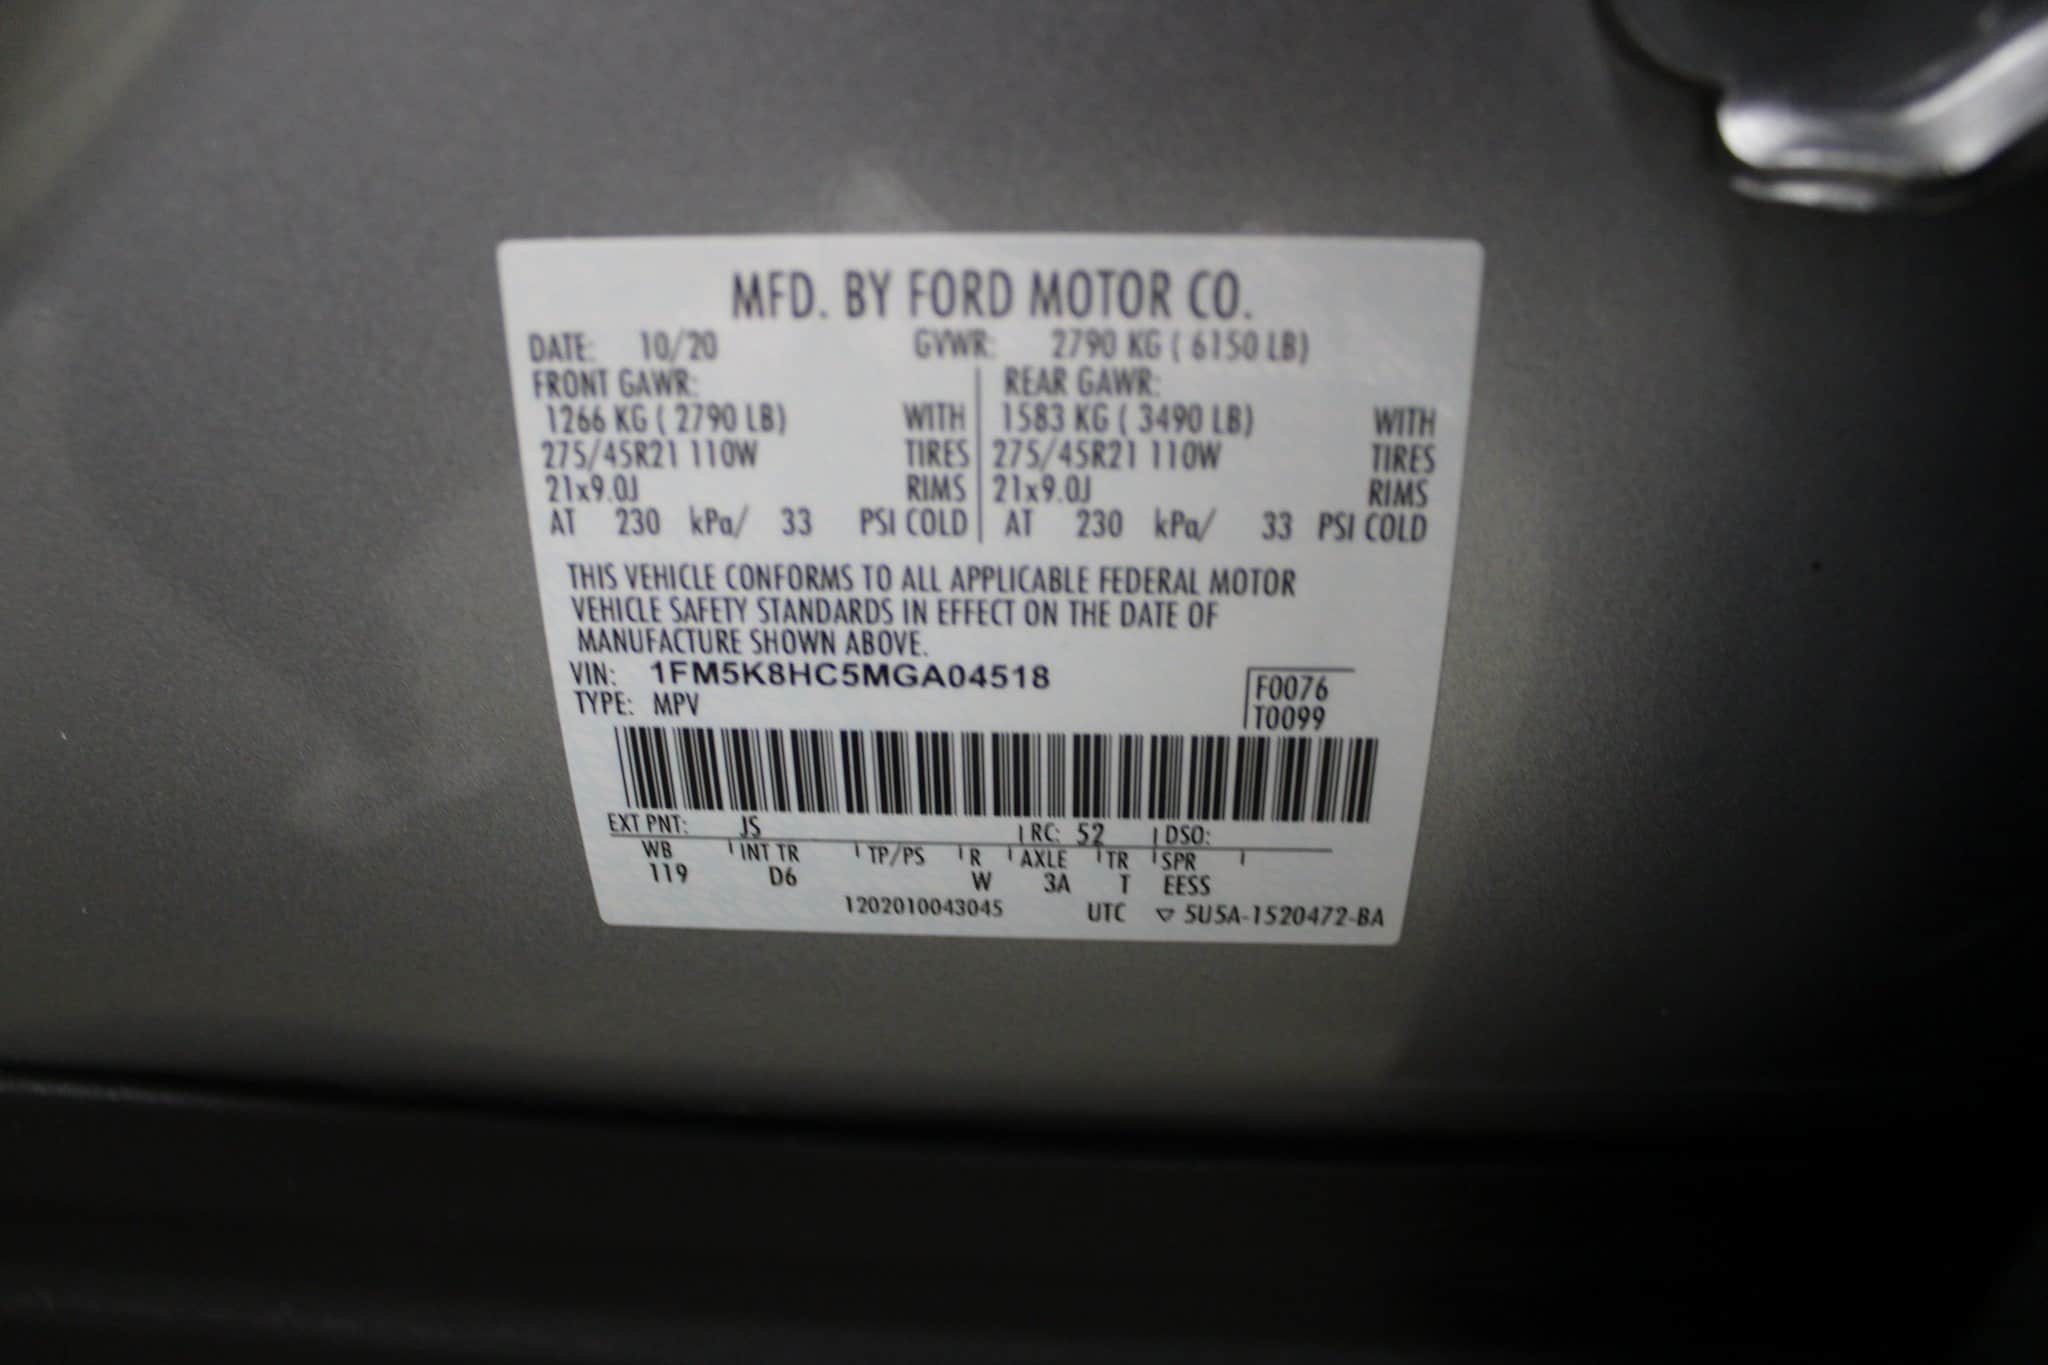 MFD. BY FORD MOTOR CO.
DATE: 10/20 GVWR: 2790 KG ( 6150 LB)
FRONT GAWR: REAR GAWR:
1266 KG ( 2790 LB) WITH 1583 KG ( 3490 LB) WITH
275/45R21 110W TIRES 275/45R21 110W TIRES
21x9.0J RIMS 21x9.0J RIMS
AT 230 kPa/ 33 PSI COLD AT 230 kPa/ 33 PSI COLD
THIS VEHICLE CONFORMS TO ALL APPLICABLE FEDERAL MOTOR
VEHICLE SAFETY STANDARDS IN EFFECT ON THE DATE OF
MANUFACTURE SHOWN ABOVE.
VIN: 1FM5K8HC5MGA04518
TYPE: MPV
F0076
T0099
EXT PNT: JS RC: 52 DSO:
WB INT TR TP/PS R AXLE TR SPR
119 D6 W 3A T EESS
1202010043045 UTC ▽ 5U5A-1520472-BA